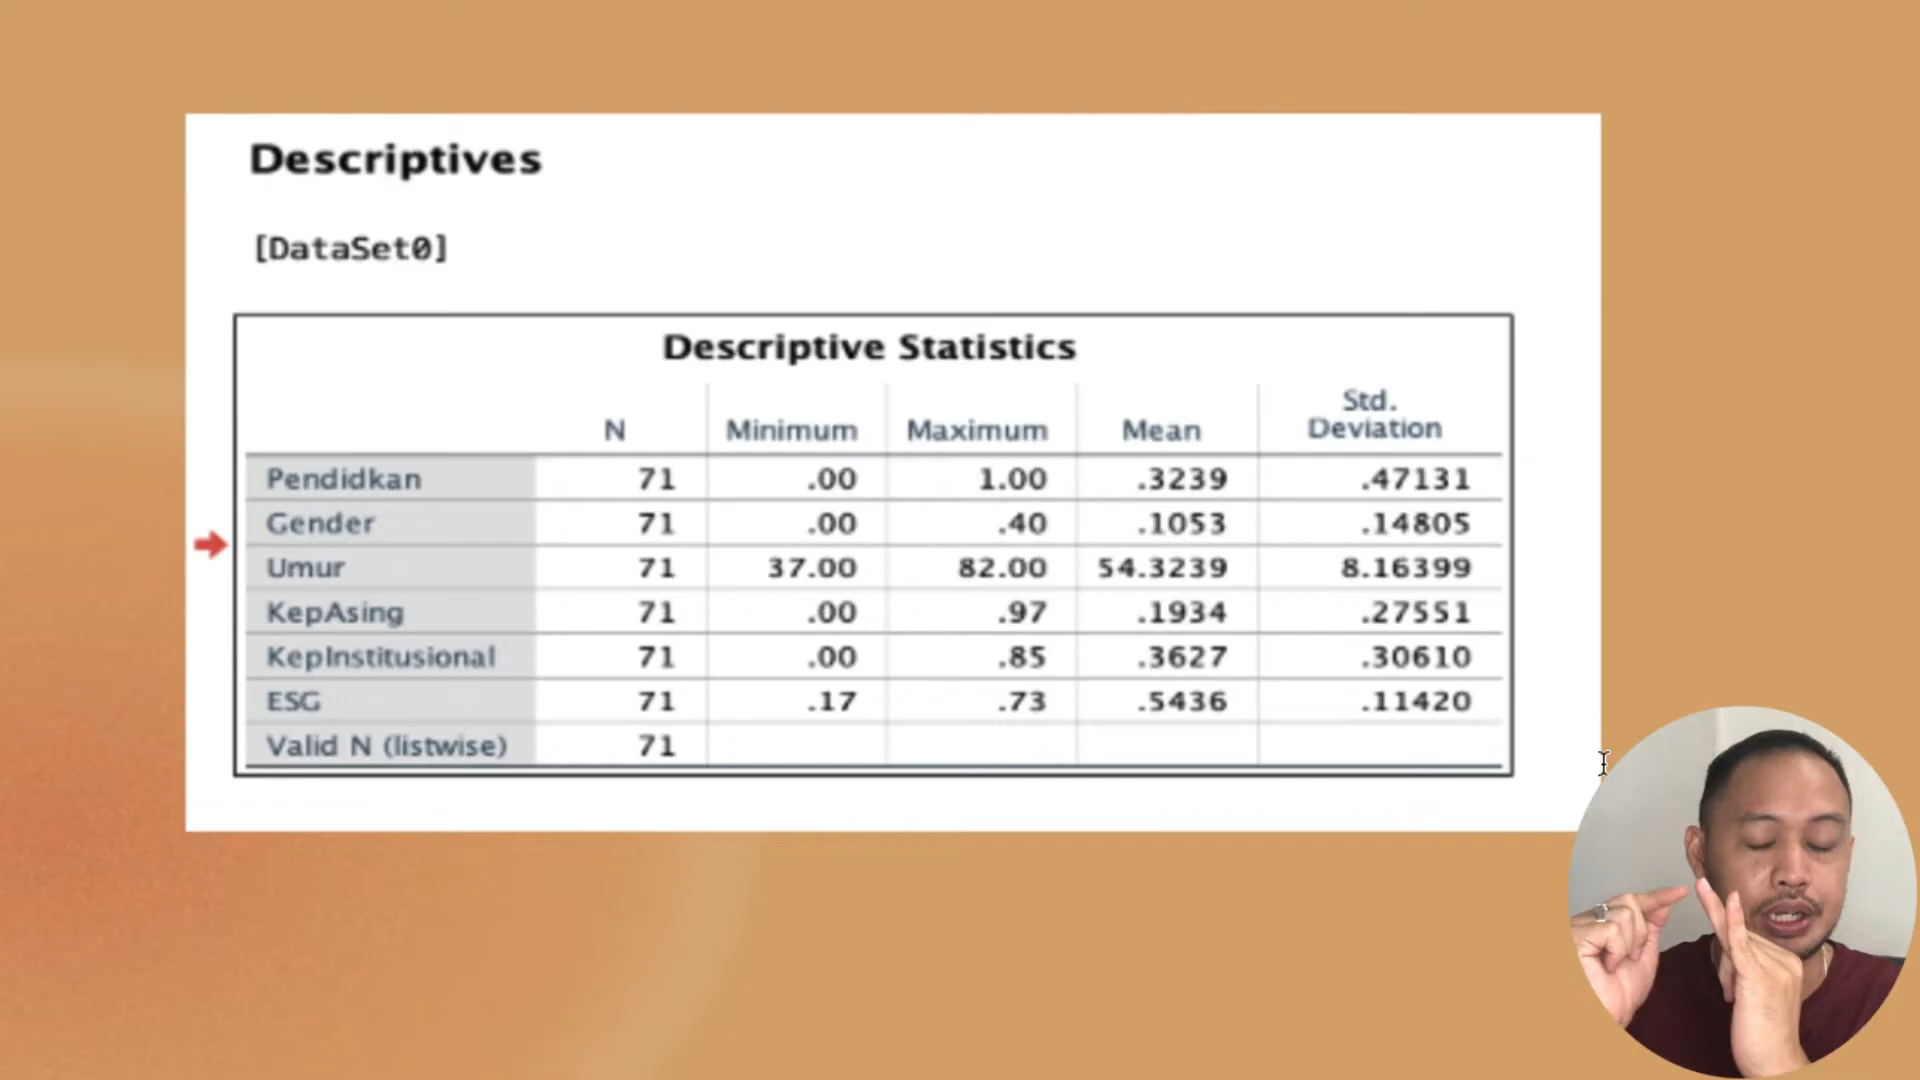 Descriptives
[DataSet0]
Descriptive Statistics
N Minimum Maximum Mean Std. Deviation
Pendidkan 71 .00 1.00 .3239 .47131
Gender 71 .00 .40 .1053 .14805
Umur 71 37.00 82.00 54.3239 8.16399
KepAsing 71 .00 .97 .1934 .27551
KepInstitusional 71 .00 .85 .3627 .30610
ESG 71 .17 .73 .5436 .11420
Valid N (listwise) 71